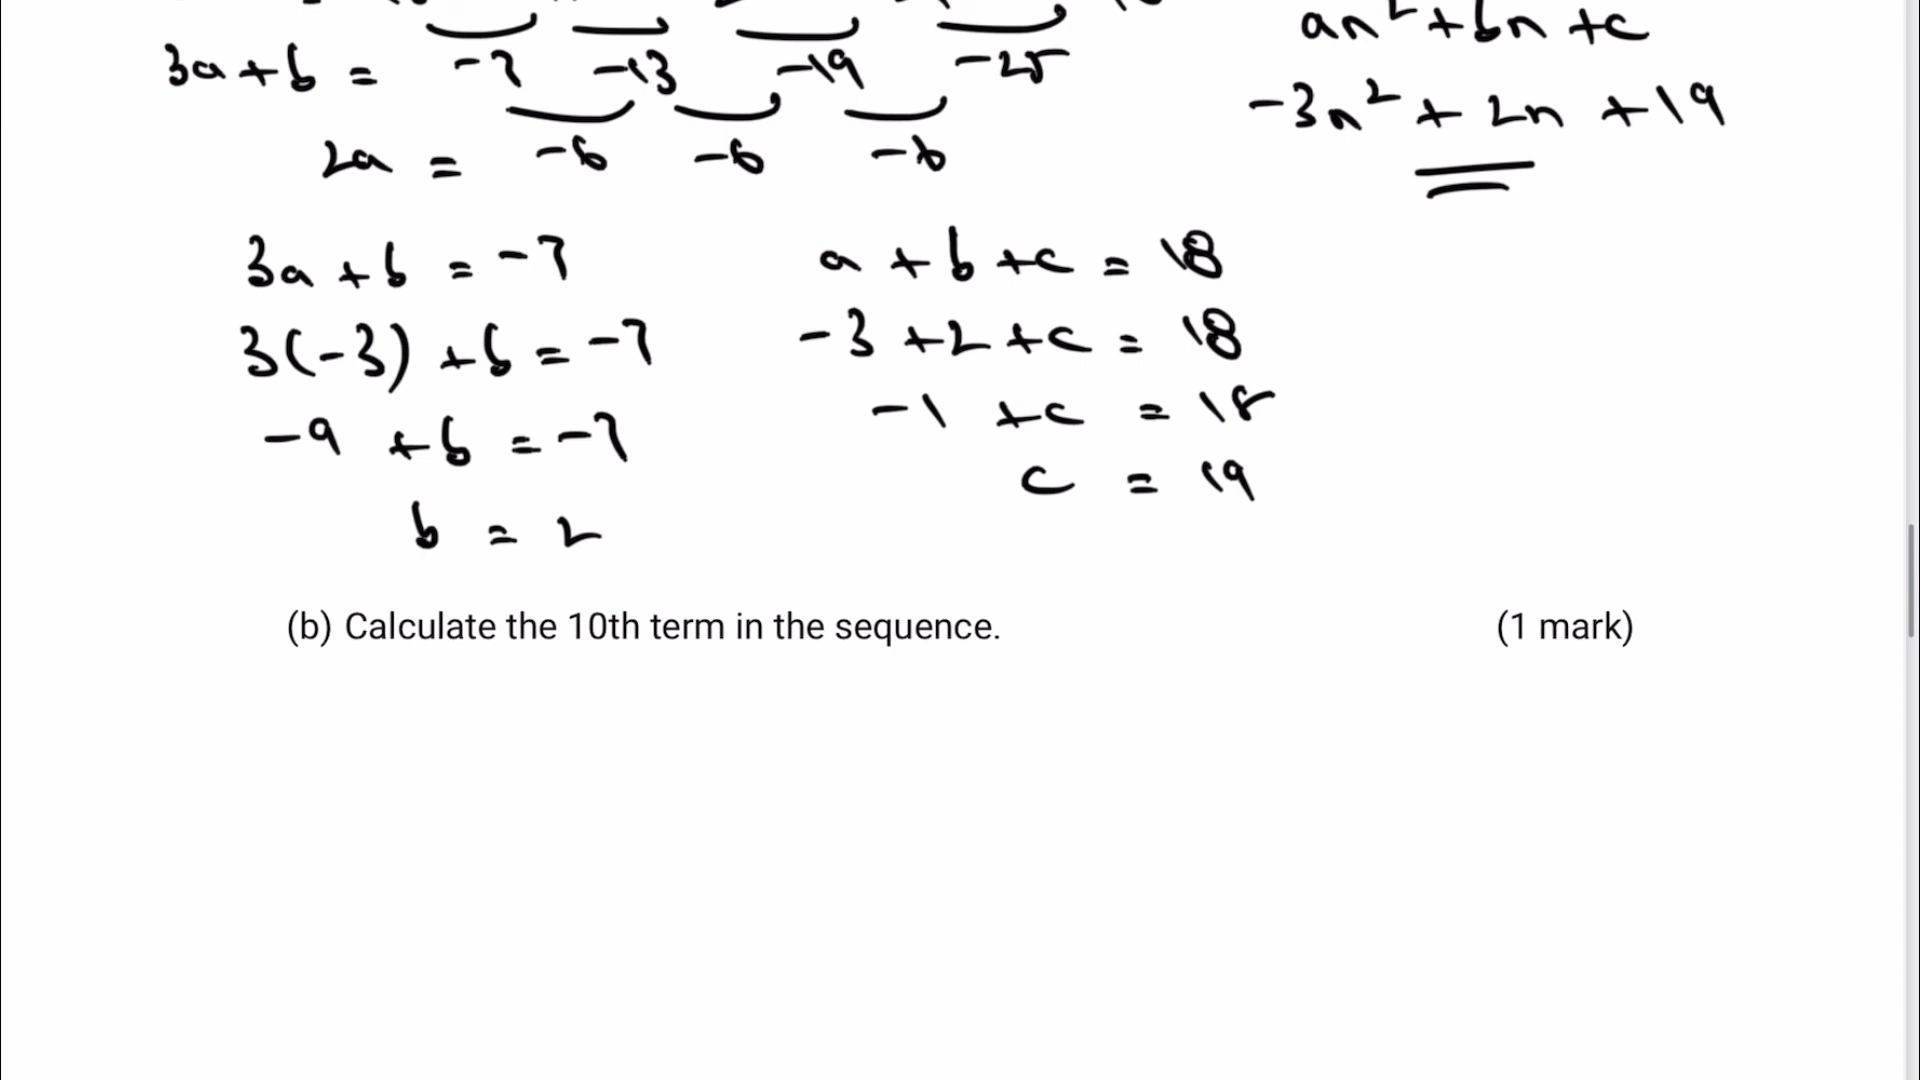 an² + bn + c
3a + b = -7 -13 -19 -25
-3n² + 2n + 19
2a = -6 -6 -6
3a + b = -7
3(-3) + b = -7
-9 + b = -7
b = 2
a + b + c = 18
-3 + 2 + c = 18
-1 + c = 18
c = 19
(b) Calculate the 10th term in the sequence. (1 mark)